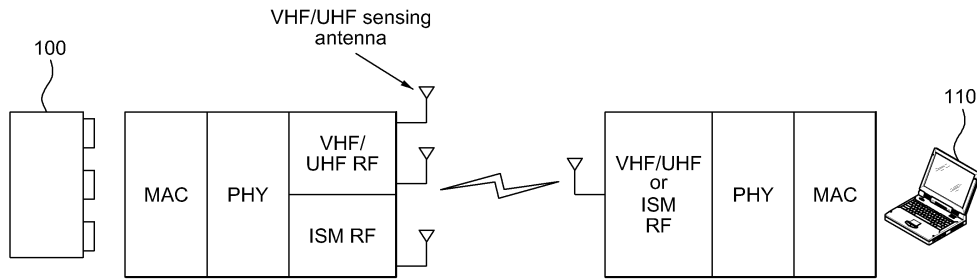 VHF/UHF sensing
antenna
100
110
MAC
PHY
VHF/
UHF RF
ISM RF
VHF/UHF
or
ISM
RF
PHY
MAC